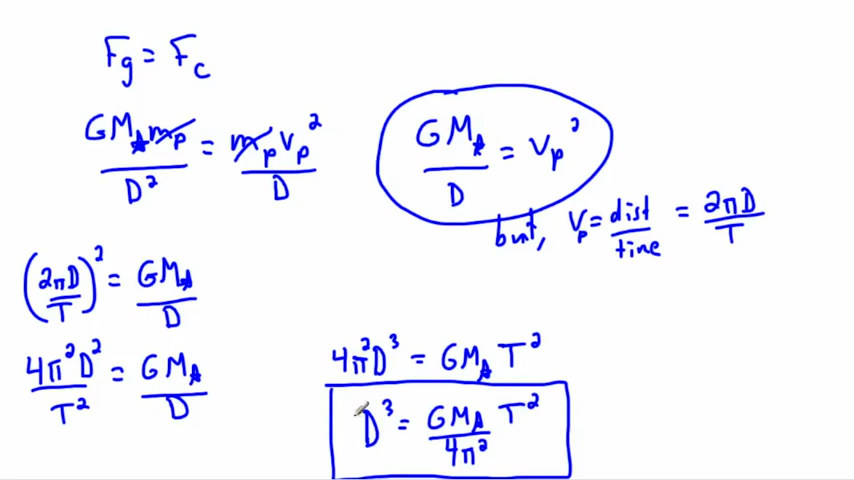 Fg = Fc
GM★mp/D² = mpvp²/D
GM★/D = vp²
but, vp = dist/time = 2πD/T
(2πD/T)² = GM★/D
4π²D²/T² = GM★/D
4π²D³ = GM★T²
D³ = GM★/4π² T²